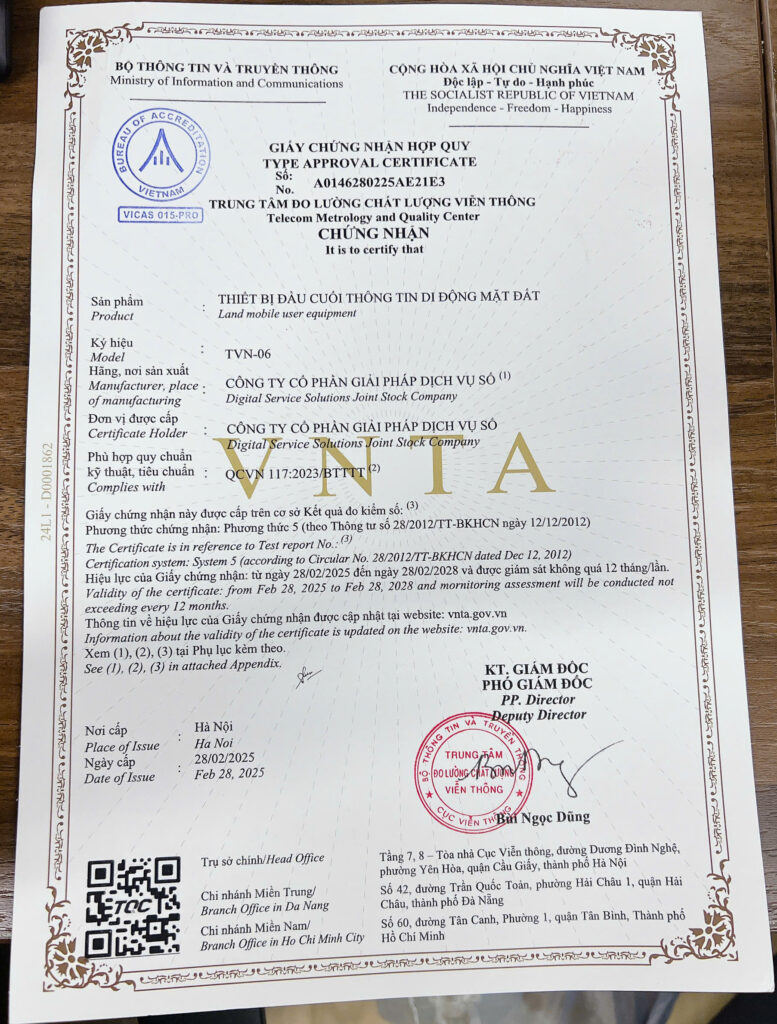 BỘ THÔNG TIN VÀ TRUYỀN THÔNG
Ministry of Information and Communications
CỘNG HÒA XÃ HỘI CHỦ NGHĨA VIỆT NAM
Độc lập - Tự do - Hạnh phúc
THE SOCIALIST REPUBLIC OF VIETNAM
Independence - Freedom - Happiness
BUREAU OF ACCREDITATION
VIETNAM
VICAS 015-PRO
GIẤY CHỨNG NHẬN HỢP QUY
TYPE APPROVAL CERTIFICATE
Số:
No. A0146280225AE21E3
TRUNG TÂM ĐO LƯỜNG CHẤT LƯỢNG VIỄN THÔNG
Telecom Metrology and Quality Center
CHỨNG NHẬN
It is to certify that
Sản phẩm : THIẾT BỊ ĐẦU CUỐI THÔNG TIN DI ĐỘNG MẶT ĐẤT
Product Land mobile user equipment
Ký hiệu :
Model TVN-06
Hãng, nơi sản xuất
Manufacturer, place : CÔNG TY CỔ PHẦN GIẢI PHÁP DỊCH VỤ SỐ (1)
of manufacturing Digital Service Solutions Joint Stock Company
Đơn vị được cấp : CÔNG TY CỔ PHẦN GIẢI PHÁP DỊCH VỤ SỐ
Certificate Holder Digital Service Solutions Joint Stock Company
Phù hợp quy chuẩn
kỹ thuật, tiêu chuẩn : QCVN 117:2023/BTTTT (2)
Complies with
VNTA
24L1 - D0001862
Giấy chứng nhận này được cấp trên cơ sở Kết quả đo kiểm số: (3)
Phương thức chứng nhận: Phương thức 5 (theo Thông tư số 28/2012/TT-BKHCN ngày 12/12/2012)
The Certificate is in reference to Test report No.: (3)
Certification system: System 5 (according to Circular No. 28/2012/TT-BKHCN dated Dec 12, 2012)
Hiệu lực của Giấy chứng nhận: từ ngày 28/02/2025 đến ngày 28/02/2028 và được giám sát không quá 12 tháng/lần.
Validity of the certificate: from Feb 28, 2025 to Feb 28, 2028 and mornitoring assessment will be conducted not
exceeding every 12 months.
Thông tin về hiệu lực của Giấy chứng nhận được cập nhật tại website: vnta.gov.vn
Information about the validity of the certificate is updated on the website: vnta.gov.vn.
Xem (1), (2), (3) tại Phụ lục kèm theo.
See (1), (2), (3) in attached Appendix.
KT. GIÁM ĐỐC
PHÓ GIÁM ĐỐC
PP. Director
Deputy Director
Nơi cấp : Hà Nội
Place of Issue Ha Noi
Ngày cấp : 28/02/2025
Date of Issue Feb 28, 2025
BỘ THÔNG TIN VÀ TRUYỀN THÔNG
TRUNG TÂM
ĐO LƯỜNG CHẤT LƯỢNG
VIỄN THÔNG
CỤC VIỄN THÔNG
Bùi Ngọc Dũng
TQC
Trụ sở chính/Head Office
Tầng 7, 8 – Tòa nhà Cục Viễn thông, đường Dương Đình Nghệ,
phường Yên Hòa, quận Cầu Giấy, thành phố Hà Nội
Chi nhánh Miền Trung/
Branch Office in Da Nang
Số 42, đường Trần Quốc Toản, phường Hải Châu 1, quận Hải
Châu, thành phố Đà Nẵng
Chi nhánh Miền Nam/
Branch Office in Ho Chi Minh City
Số 60, đường Tân Canh, Phường 1, quận Tân Bình, Thành phố
Hồ Chí Minh